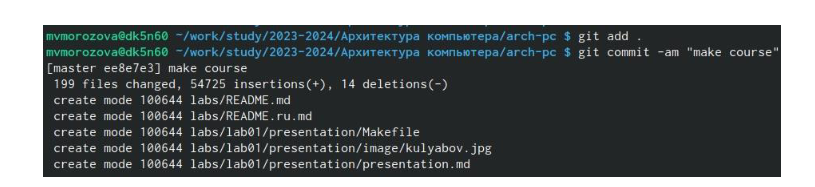 mvmorozova@dk5n60 ~/work/study/2023-2024/Архитектура компьютера/arch-pc $ git add .
mvmorozova@dk5n60 ~/work/study/2023-2024/Архитектура компьютера/arch-pc $ git commit -am "make course"
[master ee8e7e3] make course
 199 files changed, 54725 insertions(+), 14 deletions(-)
 create mode 100644 labs/README.md
 create mode 100644 labs/README.ru.md
 create mode 100644 labs/lab01/presentation/Makefile
 create mode 100644 labs/lab01/presentation/image/kulyabov.jpg
 create mode 100644 labs/lab01/presentation/presentation.md